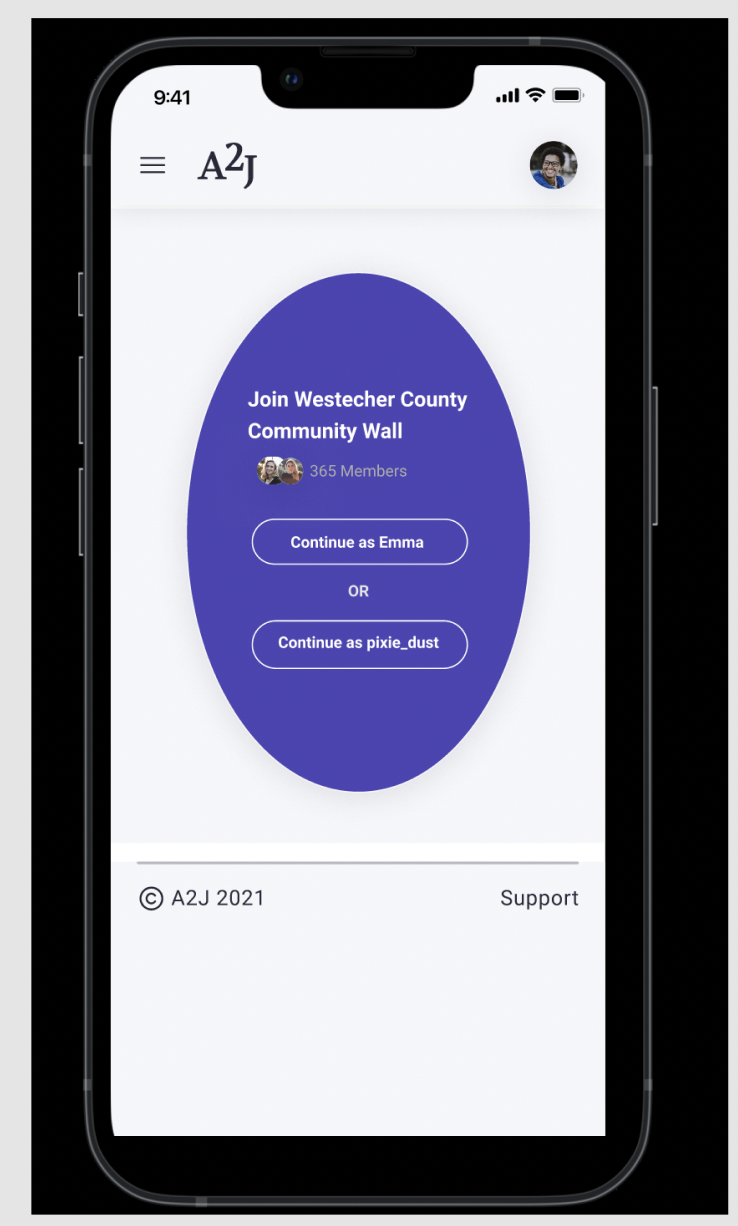 9:41
A2J
Join Westecher County
Community Wall
365 Members
Continue as Emma
OR
Continue as pixie_dust
© A2J 2021
Support